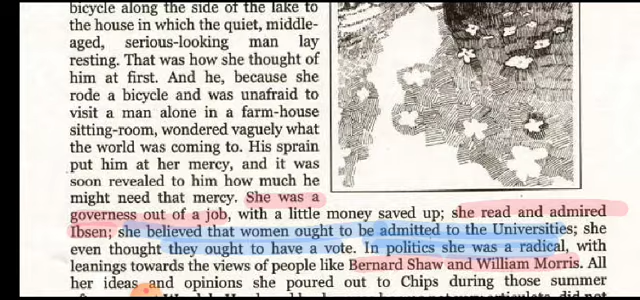 bicycle along the side of the lake to
the house in which the quiet, middle-
aged, serious-looking man lay
resting. That was how she thought of
him at first. And he, because she
rode a bicycle and was unafraid to
visit a man alone in a farm-house
sitting-room, wondered vaguely what
the world was coming to. His sprain
put him at her mercy, and it was
soon revealed to him how much he
might need that mercy. She was a
governess out of a job, with a little money saved up; she read and admired
Ibsen; she believed that women ought to be admitted to the Universities; she
even thought they ought to have a vote. In politics she was a radical, with
leanings towards the views of people like Bernard Shaw and William Morris. All
her ideas and opinions she poured out to Chips during those summer